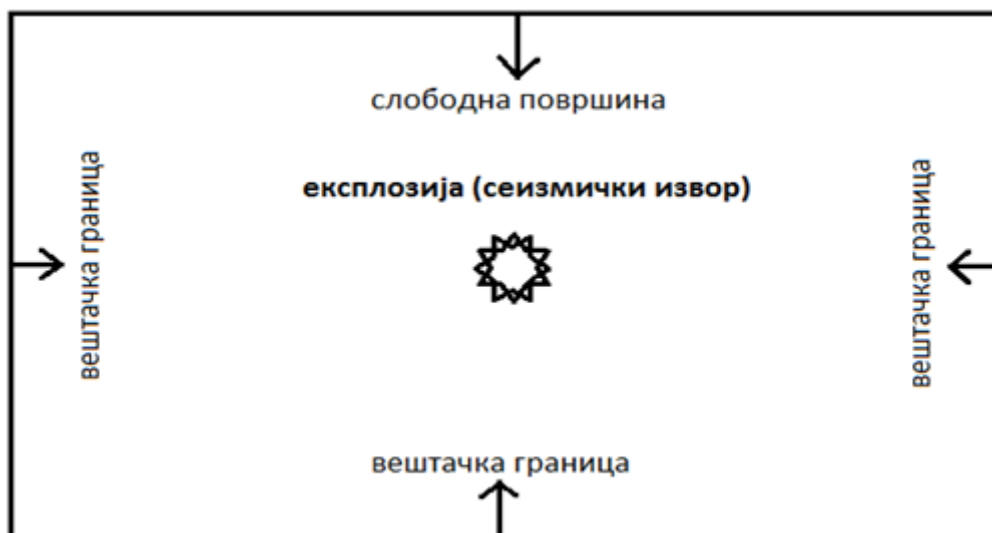 слободна површина
експлозија (сеизмички извор)
вештачка граница
вештачка граница
вештачка граница